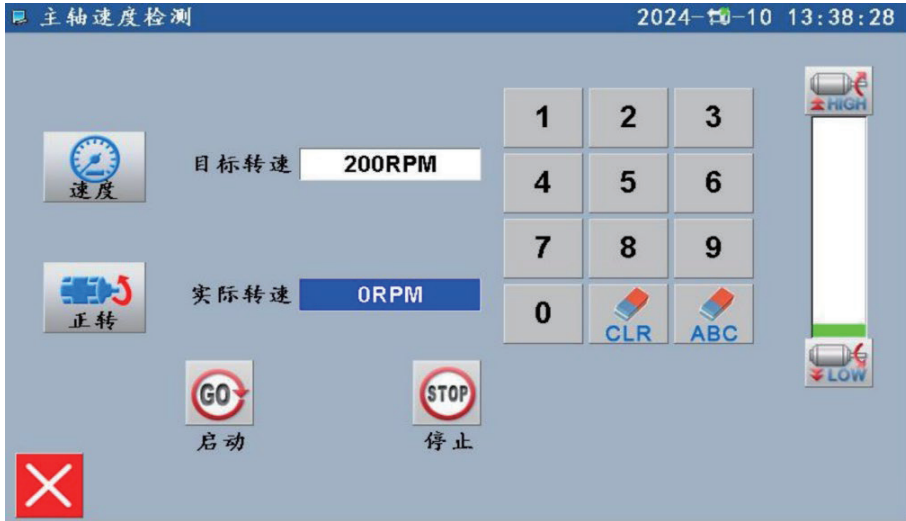 主轴速度检测
2024- -10 13:38:28
HIGH
1 2 3
速度
目标转速 200RPM
4 5 6
7 8 9
正转
实际转速 0RPM
0 CLR ABC
LOW
GO
STOP
启动
停止